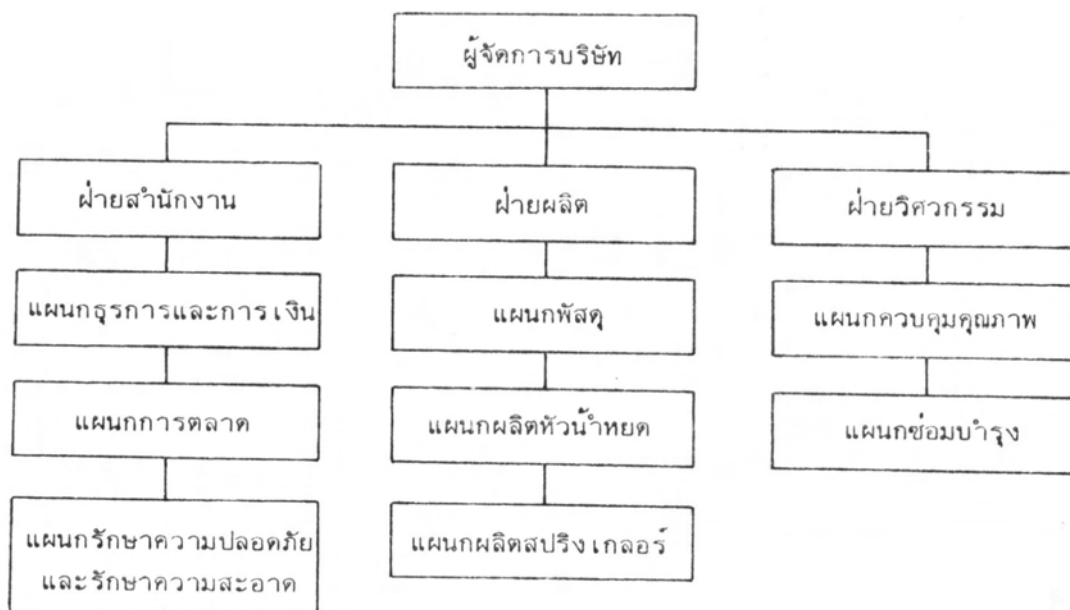 ผู้จัดการบริษัท
ฝ่ายสำนักงาน
ฝ่ายผลิต
ฝ่ายวิศวกรรม
แผนกธุรการและการเงิน
แผนกพัสดุ
แผนกควบคุมคุณภาพ
แผนกการตลาด
แผนกผลิตหัวน้ำหยด
แผนกซ่อมบำรุง
แผนกรักษาความปลอดภัย
และรักษาความสะอาด
แผนกผลิตสปริงเกลอร์